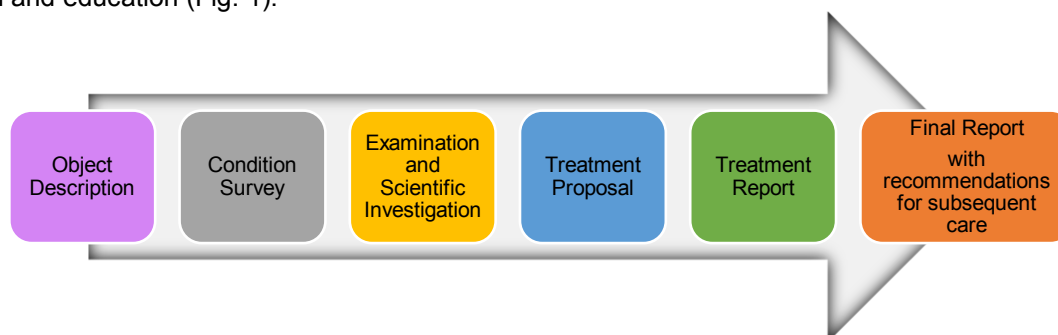 and education (Fig. 1).
Object
Description
Condition
Survey
Examination
and
Scientific
Investigation
Treatment
Proposal
Treatment
Report
Final Report
with
recommendations
for subsequent
care